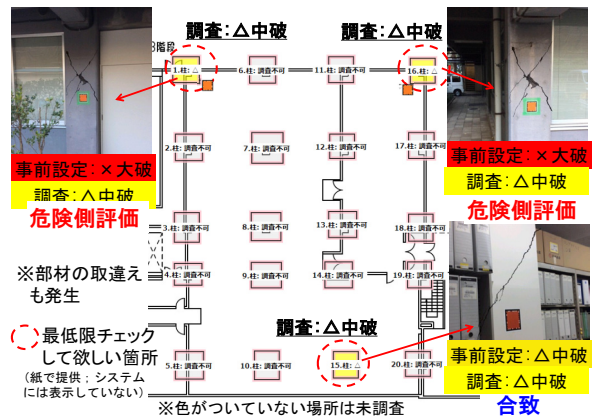 調査:△中破
調査:△中破
階段
1.柱: △
6.柱: 調査不可
11.柱: 調査不可
16.柱: △
2.柱: 調査不可
7.柱: 調査不可
12.柱: 調査不可
17.柱: 調査不可
事前設定:×大破
調査:△中破
危険側評価
事前設定:×大破
調査:△中破
危険側評価
3.柱: 調査不可
8.柱: 調査不可
13.柱: 調査不可
18.柱: 調査不可
4.柱: 調査不可
9.柱: 調査不可
14.柱: 調査不可
19.柱: 調査不可
※部材の取違え
も発生
最低限チェック
して欲しい箇所
(紙で提供;システム
には表示していない)
調査:△中破
5.柱: 調査不可
10.柱: 調査不可
15.柱: △
20.柱: 調査不可
事前設定:△中破
調査:△中破
合致
※色がついていない場所は未調査